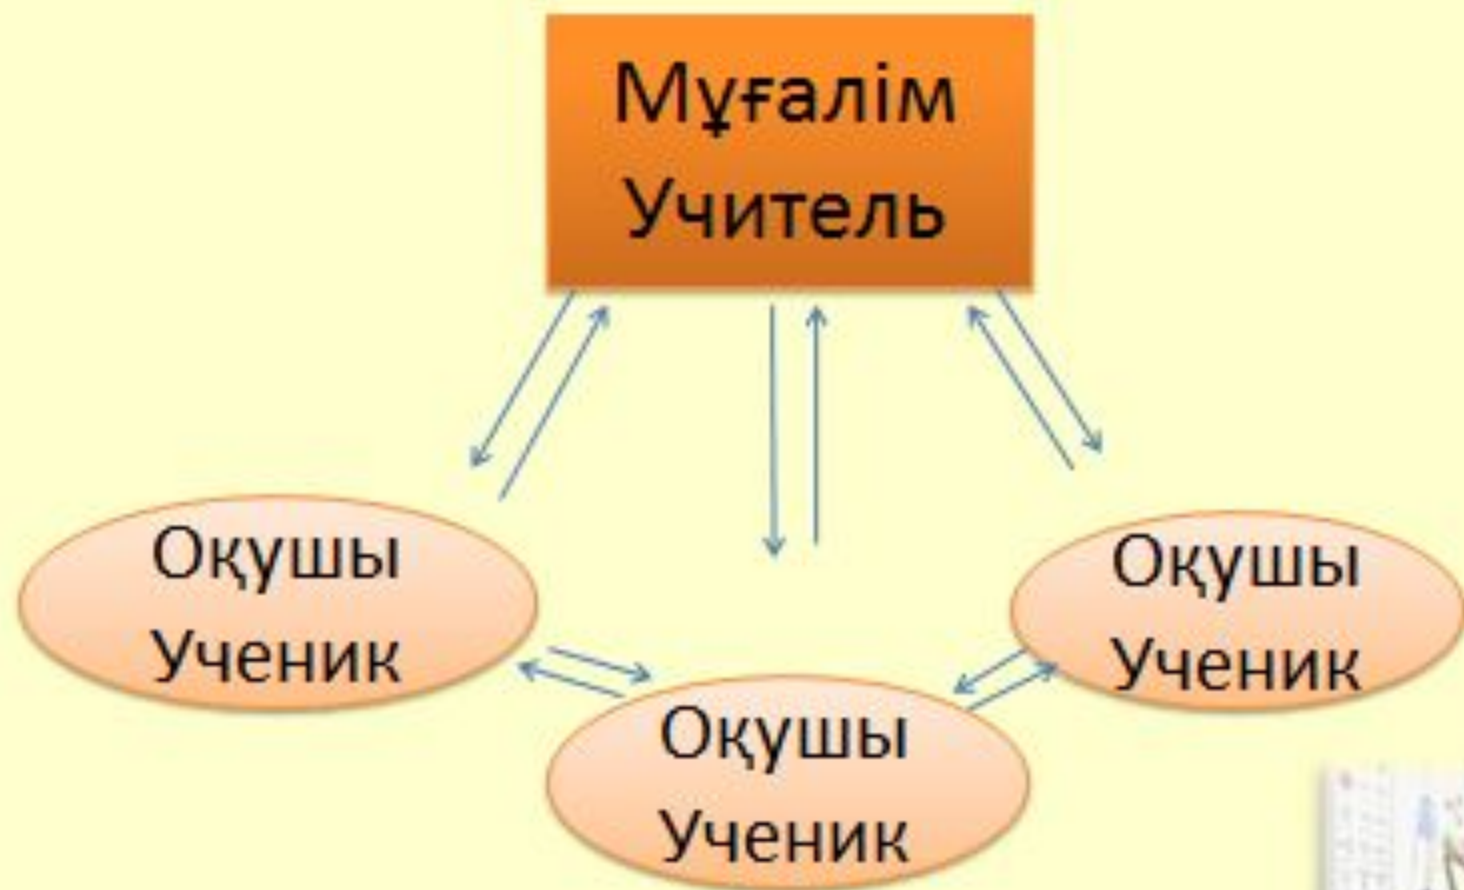 Мұғалім
Учитель
Оқушы
Ученик
Оқушы
Ученик
Оқушы
Ученик